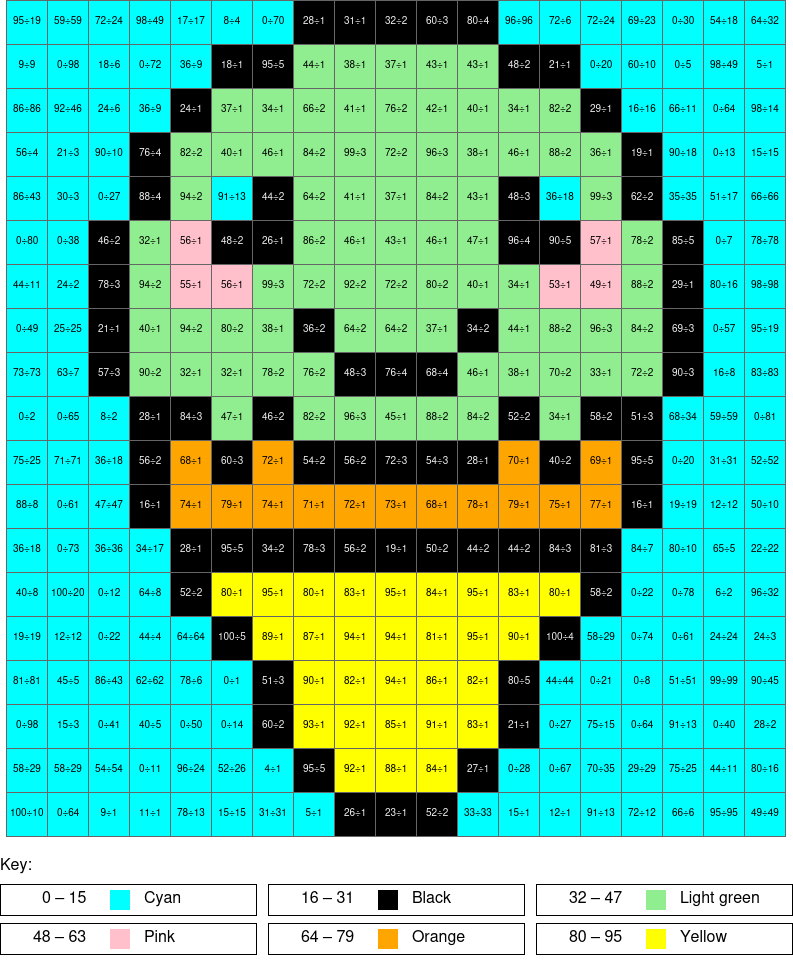 95÷19 59÷59 72÷24 98÷49 17÷17 8÷4 0÷70 28÷1 31÷1 32÷2 60÷3 80÷4 96÷96 72÷6 72÷24 69÷23 0÷30 54÷18 64÷32
9÷9 0÷98 18÷6 0÷72 36÷9 18÷1 95÷5 44÷1 38÷1 37÷1 43÷1 43÷1 48÷2 21÷1 0÷20 60÷10 0÷5 98÷49 5÷1
86÷86 92÷46 24÷6 36÷9 24÷1 37÷1 34÷1 66÷2 41÷1 76÷2 42÷1 40÷1 34÷1 82÷2 29÷1 16÷16 66÷11 0÷64 98÷14
56÷4 21÷3 90÷10 76÷4 82÷2 40÷1 46÷1 84÷2 99÷3 72÷2 96÷3 38÷1 46÷1 88÷2 36÷1 19÷1 90÷18 0÷13 15÷15
86÷43 30÷3 0÷27 88÷4 94÷2 91÷13 44÷2 64÷2 41÷1 37÷1 84÷2 43÷1 48÷3 36÷18 99÷3 62÷2 35÷35 51÷17 66÷66
0÷80 0÷38 46÷2 32÷1 56÷1 48÷2 26÷1 86÷2 46÷1 43÷1 46÷1 47÷1 96÷4 90÷5 57÷1 78÷2 85÷5 0÷7 78÷78
44÷11 24÷2 78÷3 94÷2 55÷1 56÷1 99÷3 72÷2 92÷2 72÷2 80÷2 40÷1 34÷1 53÷1 49÷1 88÷2 29÷1 80÷16 98÷98
0÷49 25÷25 21÷1 40÷1 94÷2 80÷2 38÷1 36÷2 64÷2 64÷2 37÷1 34÷2 44÷1 88÷2 96÷3 84÷2 69÷3 0÷57 95÷19
73÷73 63÷7 57÷3 90÷2 32÷1 32÷1 78÷2 76÷2 48÷3 76÷4 68÷4 46÷1 38÷1 70÷2 33÷1 72÷2 90÷3 16÷8 83÷83
0÷2 0÷65 8÷2 28÷1 84÷3 47÷1 46÷2 82÷2 96÷3 45÷1 88÷2 84÷2 52÷2 34÷1 58÷2 51÷3 68÷34 59÷59 0÷81
75÷25 71÷71 36÷18 56÷2 68÷1 60÷3 72÷1 54÷2 56÷2 72÷3 54÷3 28÷1 70÷1 40÷2 69÷1 95÷5 0÷20 31÷31 52÷52
88÷8 0÷61 47÷47 16÷1 74÷1 79÷1 74÷1 71÷1 72÷1 73÷1 68÷1 78÷1 79÷1 75÷1 77÷1 16÷1 19÷19 12÷12 50÷10
36÷18 0÷73 36÷36 34÷17 28÷1 95÷5 34÷2 78÷3 56÷2 19÷1 50÷2 44÷2 44÷2 84÷3 81÷3 84÷7 80÷10 65÷5 22÷22
40÷8 100÷20 0÷12 64÷8 52÷2 80÷1 95÷1 80÷1 83÷1 95÷1 84÷1 95÷1 83÷1 80÷1 58÷2 0÷22 0÷78 6÷2 96÷32
19÷19 12÷12 0÷22 44÷4 64÷64 100÷5 89÷1 87÷1 94÷1 94÷1 81÷1 95÷1 90÷1 100÷4 58÷29 0÷74 0÷61 24÷24 24÷3
81÷81 45÷5 86÷43 62÷62 78÷6 0÷1 51÷3 90÷1 82÷1 94÷1 86÷1 82÷1 80÷5 44÷44 0÷21 0÷8 51÷51 99÷99 90÷45
0÷98 15÷3 0÷41 40÷5 0÷50 0÷14 60÷2 93÷1 92÷1 85÷1 91÷1 83÷1 21÷1 0÷27 75÷15 0÷64 91÷13 0÷40 28÷2
58÷29 58÷29 54÷54 0÷11 96÷24 52÷26 4÷1 95÷5 92÷1 88÷1 84÷1 27÷1 0÷28 0÷67 70÷35 29÷29 75÷25 44÷11 80÷16
100÷10 0÷64 9÷1 11÷1 78÷13 15÷15 31÷31 5÷1 26÷1 23÷1 52÷2 33÷33 15÷1 12÷1 91÷13 72÷12 66÷6 95÷95 49÷49
Key:
0 – 15 Cyan 16 – 31 Black 32 – 47 Light green
48 – 63 Pink 64 – 79 Orange 80 – 95 Yellow